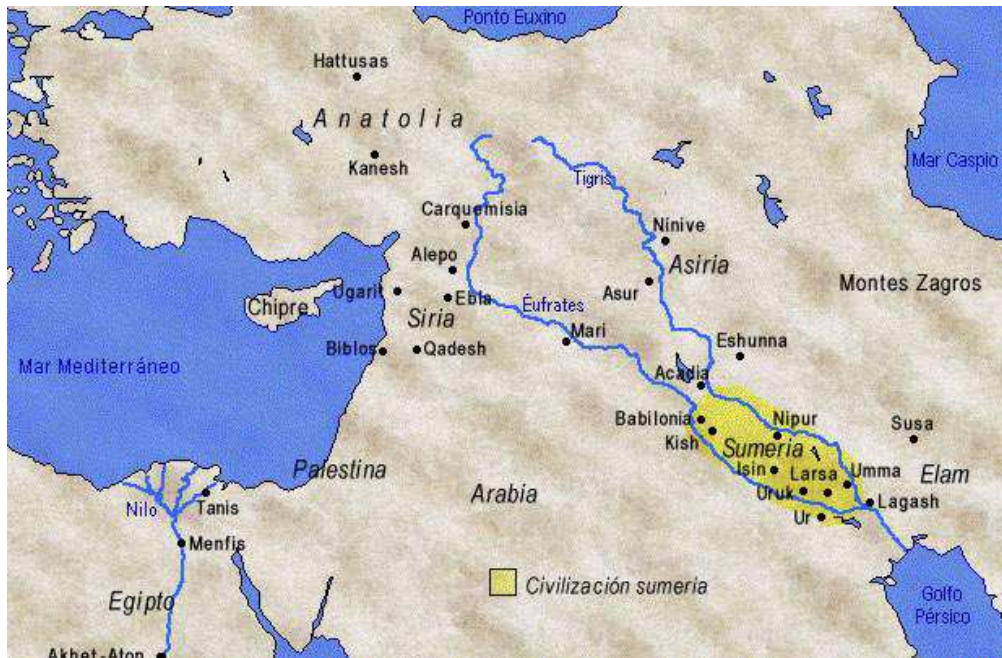 Ponto Euxino
Hattusas
Anatolia
Kanesh
Mar Caspio
Tigris
Carquemisia
Nínive
Alepo
Asiria
Montes Zagros
Ugarit
Ebla
Asur
Chipre
Siria
Éufrates
Mari
Eshunna
Biblos
Qadesh
Mar Mediterráneo
Acadia
Babilonia
Nipur
Susa
Kish
Sumeria
Palestina
Isin
Larsa
Umma
Elam
Arabia
Uruk
Lagash
Nilo
Tanis
Ur
Menfis
Civilización sumeria
Egipto
Golfo
Pérsico
Akhet-Aton